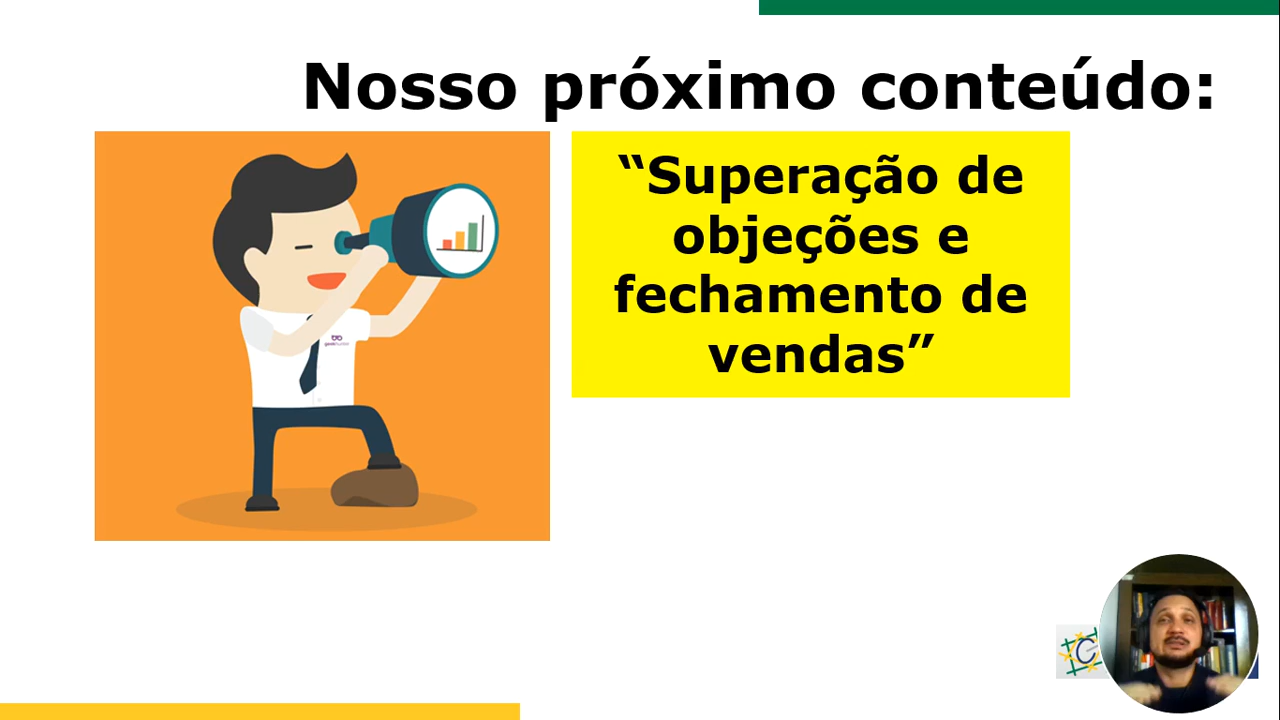 Nosso próximo conteúdo:
“Superação de
objeções e
fechamento de
vendas”
C